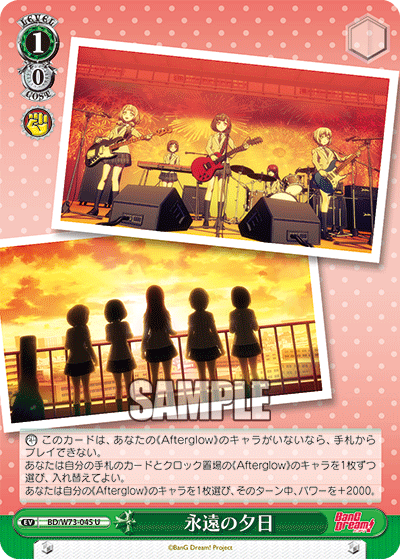 LEVEL
1
0
COST
SAMPLE
このカードは、あなたの《Afterglow》のキャラがいないなら、手札から
プレイできない。
あなたは自分の手札のカードとクロック置場の《Afterglow》のキャラを1枚ずつ
選び、入れ替えてよい。
あなたは自分の《Afterglow》のキャラを1枚選び、そのターン中、パワーを+2000。
EV BD/W73-045 U 永遠の夕日 BanG Dream!
©BanG Dream! Project